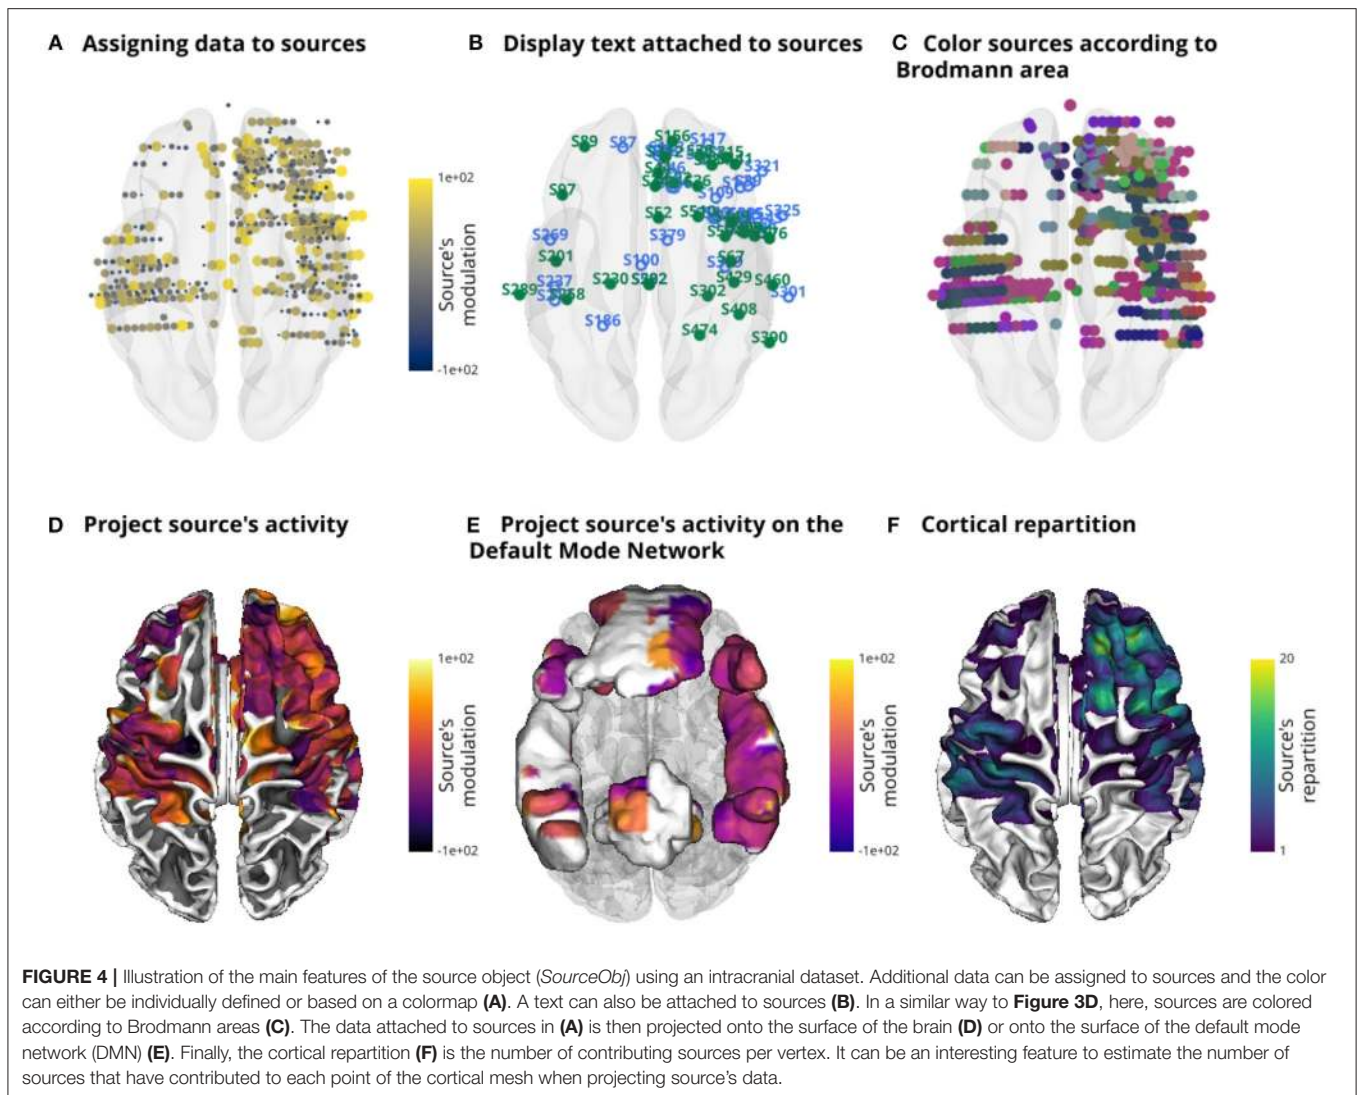 A Assigning data to sources
B Display text attached to sources
C Color sources according to
Brodmann area
1e+02
Source's
modulation
-1e+02
S89
S87
S156
S117
S321
S97
S109
S52
S325
S269
S379
S201
S100
S67
S237
S230
S429
S460
S289
S302
S301
S408
S186
S474
S390
D Project source's activity
E Project source's activity on the
Default Mode Network
F Cortical repartition
1e+02
Source's
modulation
-1e+02
1e+02
Source's
modulation
-1e+02
20
Source's
repartition
1
FIGURE 4 | Illustration of the main features of the source object (SourceObj) using an intracranial dataset. Additional data can be assigned to sources and the color
can either be individually defined or based on a colormap (A). A text can also be attached to sources (B). In a similar way to Figure 3D, here, sources are colored
according to Brodmann areas (C). The data attached to sources in (A) is then projected onto the surface of the brain (D) or onto the surface of the default mode
network (DMN) (E). Finally, the cortical repartition (F) is the number of contributing sources per vertex. It can be an interesting feature to estimate the number of
sources that have contributed to each point of the cortical mesh when projecting source's data.